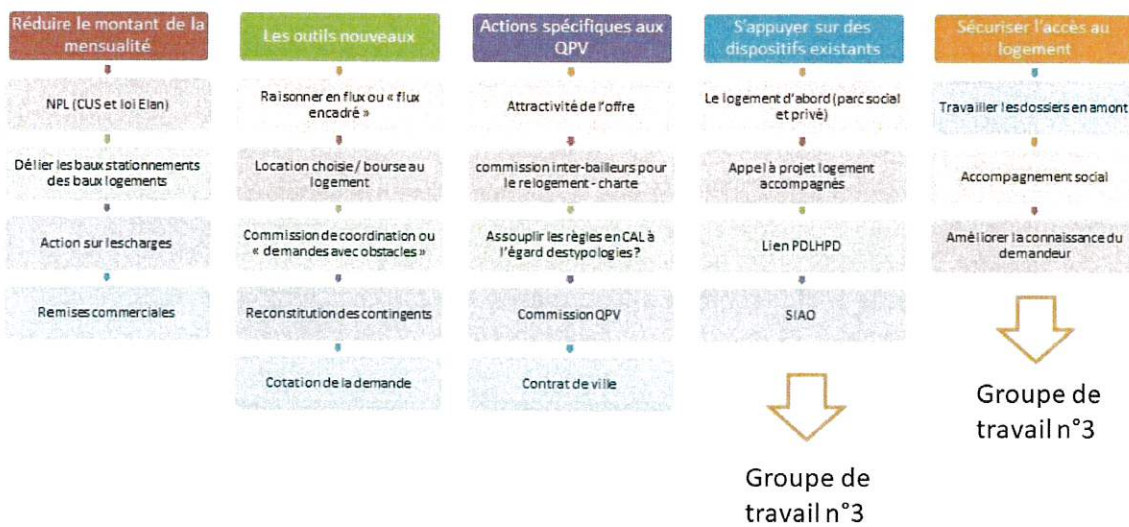 Réduire le montant de la
mensualité
NPL (CUS et loi Elan)
Délier les baux stationnements
des baux logements
Action sur les charges
Remises commerciales
Les outils nouveaux
Raisonner en flux ou « flux
encadré »
Location choisie / bourse au
logement
Commission de coordination ou
« demandes avec obstacles »
Reconstitution des contingents
Cotation de la demande
Actions spécifiques aux
QPV
Attractivité de l'offre
commission inter-bailleurs pour
le relogement - charte
Assouplir les règles en CAL à
l'égard des typologies ?
Commission QPV
Contrat de ville
S'appuyer sur des
dispositifs existants
Le logement d'abord (parc social
et privé)
Appel à projet logement
accompagnés
Lien PDLHPD
SIAO
Groupe de
travail n°3
Sécuriser l'accès au
logement
Travailler les dossiers en amont
Accompagnement social
Améliorer la connaissance du
demandeur
Groupe de
travail n°3